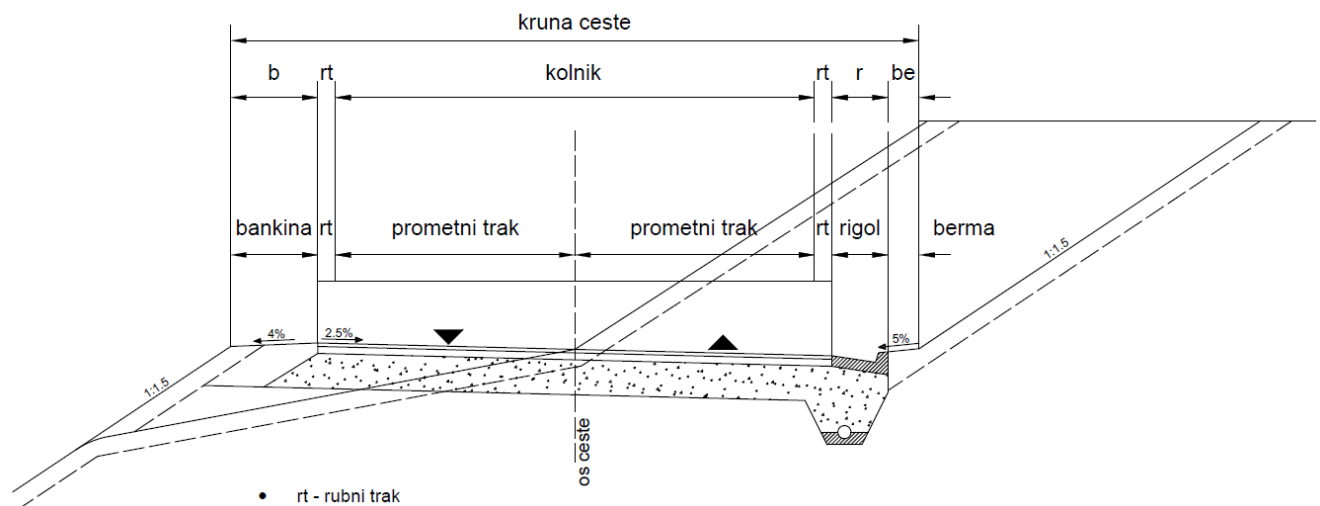 kruna ceste
b rt kolnik rt r be
bankina rt prometni trak prometni trak rt rigol berma
1:1.5
4% 2.5% 5%
1:1.5
os ceste
• rt - rubni trak